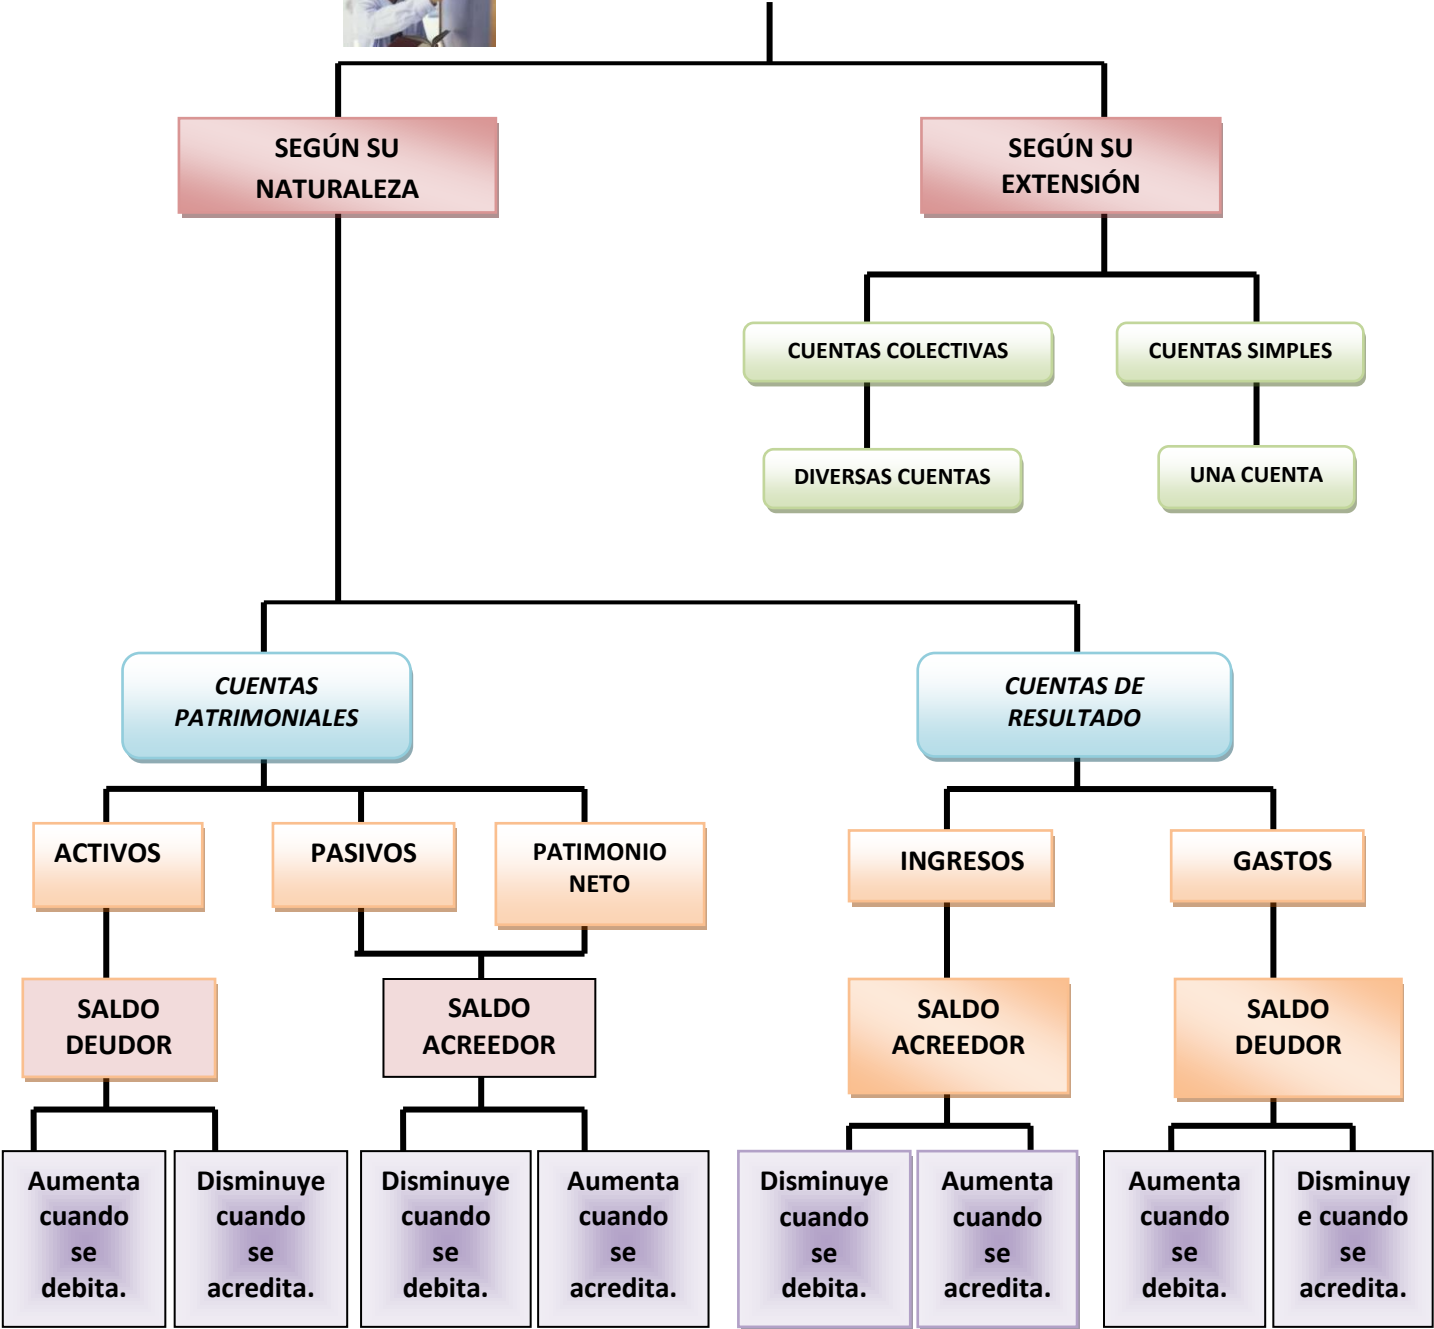 SEGÚN SU
NATURALEZA
SEGÚN SU
EXTENSIÓN
CUENTAS COLECTIVAS
CUENTAS SIMPLES
DIVERSAS CUENTAS
UNA CUENTA
CUENTAS
PATRIMONIALES
CUENTAS DE
RESULTADO
ACTIVOS
PASIVOS
PATIMONIO
NETO
INGRESOS
GASTOS
SALDO
DEUDOR
SALDO
ACREEDOR
SALDO
ACREEDOR
SALDO
DEUDOR
Aumenta
cuando
se
debita.
Disminuye
cuando
se
acredita.
Disminuye
cuando
se
debita.
Aumenta
cuando
se
acredita.
Disminuye
cuando
se
debita.
Aumenta
cuando
se
acredita.
Aumenta
cuando
se
debita.
Disminuy
e cuando
se
acredita.